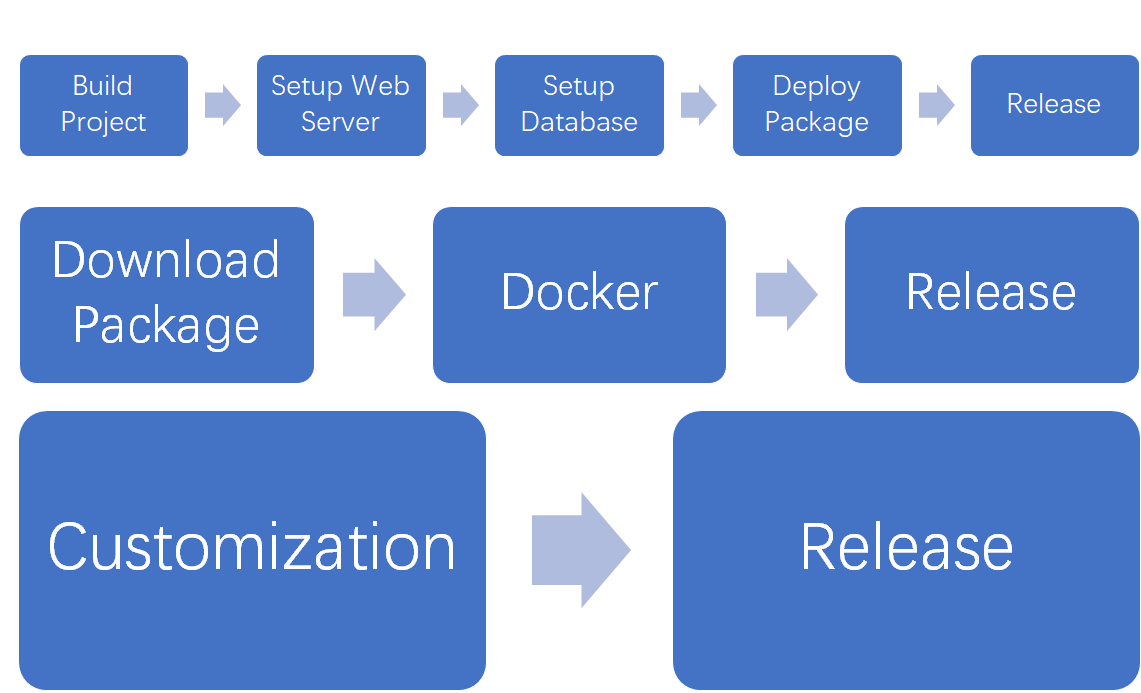 Build
Project
Setup Web
Server
Setup
Database
Deploy
Package
Release
Download
Package
Docker
Release
Customization
Release